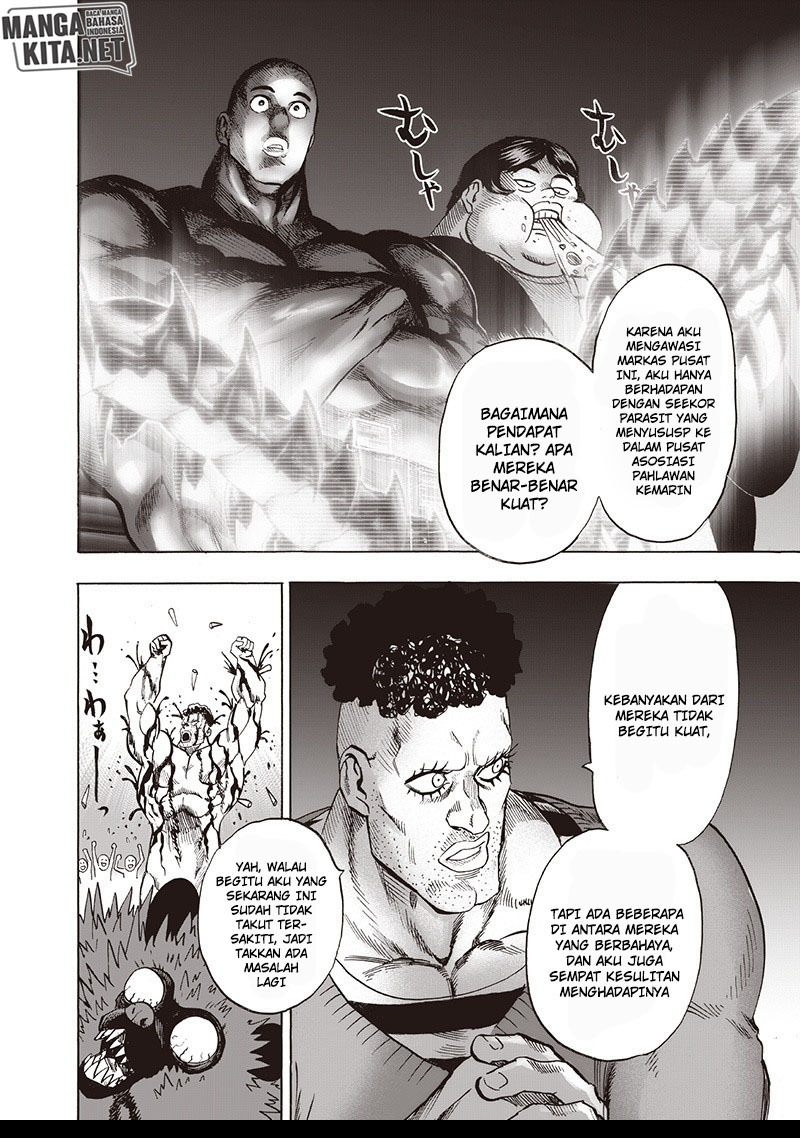 MANGA
KITA.NET
BACA MANGA
BAHASA
INDONESIA
むしゃ
むしゃ
KARENA AKU
MENGAWASI
MARKAS PUSAT
INI, AKU HANYA
BERHADAPAN
DENGAN SEEKOR
PARASIT YANG
MENYUSUSP KE
DALAM PUSAT
ASOSIASI
PAHLAWAN
KEMARIN
BAGAIMANA
PENDAPAT
KALIAN? APA
MEREKA
BENAR-BENAR
KUAT?
KEBANYAKAN DARI
MEREKA TIDAK
BEGITU KUAT,
TAPI ADA BEBERAPA
DI ANTARA MEREKA
YANG BERBAHAYA,
DAN AKU JUGA
SEMPAT KESULITAN
MENGHADAPINYA
わ…わぁーっ
YAH, WALAU
BEGITU AKU YANG
SEKARANG INI
SUDAH TIDAK
TAKUT TER-
SAKITI, JADI
TAKKAN ADA
MASALAH
LAGI